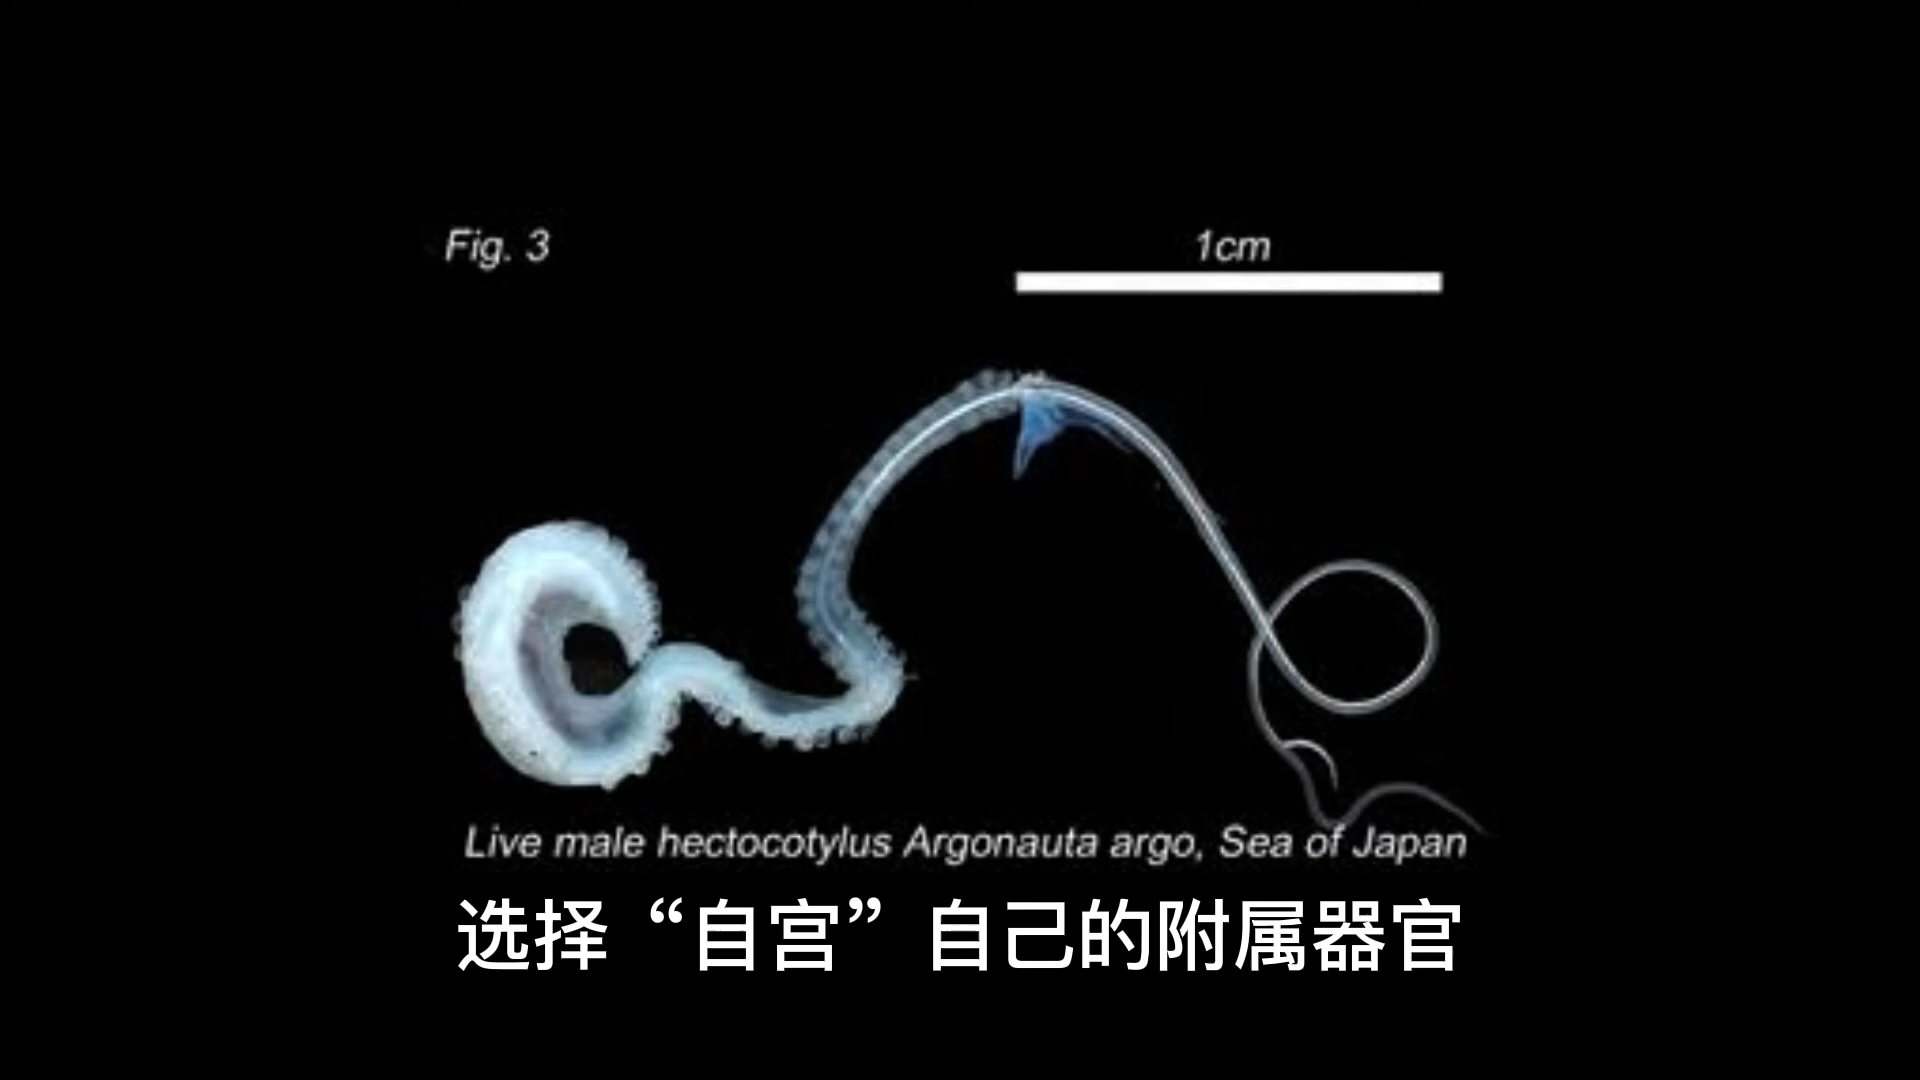 Fig. 3
1cm
Live male hectocotylus Argonauta argo, Sea of Japan
选择“自宫”自己的附属器官